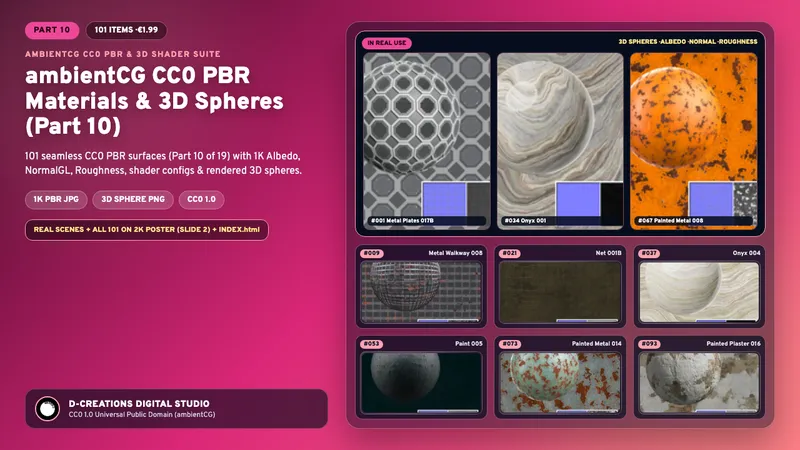 PART 10
101 ITEMS ·€1.99
AMBIENTCG CC0 PBR & 3D SHADER SUITE
ambientCG CC0 PBR
Materials & 3D Spheres
(Part 10)
101 seamless CC0 PBR surfaces (Part 10 of 19) with 1K Albedo,
NormalGL, Roughness, shader configs & rendered 3D spheres.
1K PBR JPG
3D SPHERE PNG
CC0 1.0
REAL SCENES + ALL 101 ON 2K POSTER (SLIDE 2) + INDEX.html
D-CREATIONS DIGITAL STUDIO
CC0 1.0 Universal Public Domain (ambientCG)
IN REAL USE
3D SPHERES ·ALBEDO ·NORMAL ·ROUGHNESS
#001 Metal Plates 017B
#034 Onyx 001
#067 Painted Metal 008
#009
Metal Walkway 008
#021
Net 001B
#037
Onyx 004
#053
Paint 005
#073
Painted Metal 014
#093
Painted Plaster 016